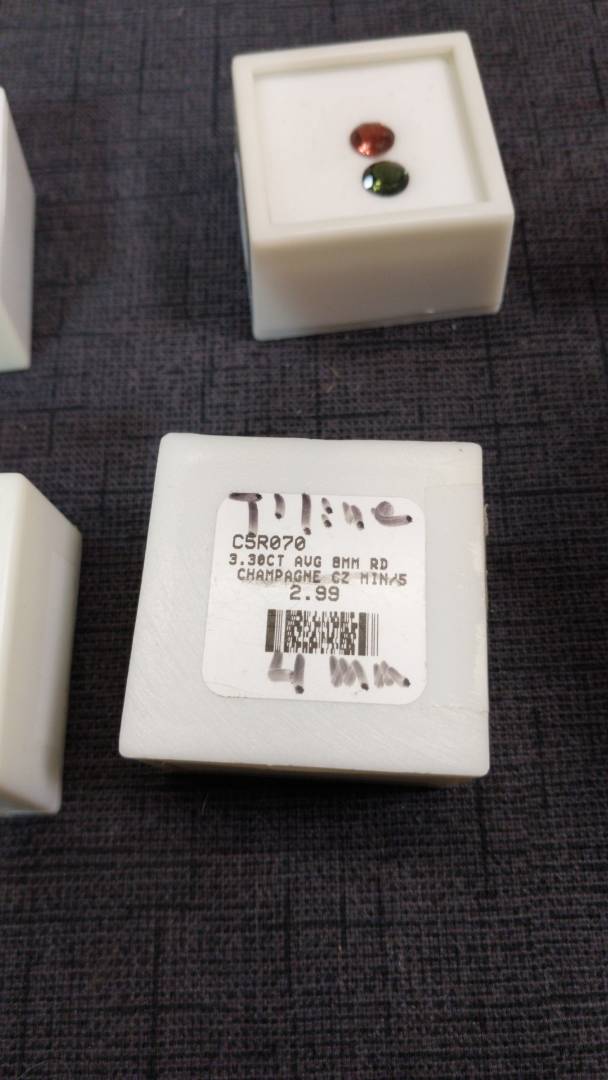 C5R070
3.30CT AVG 8MM RD
CHAMPAGNE CZ MIN/5
2.99
4 mm